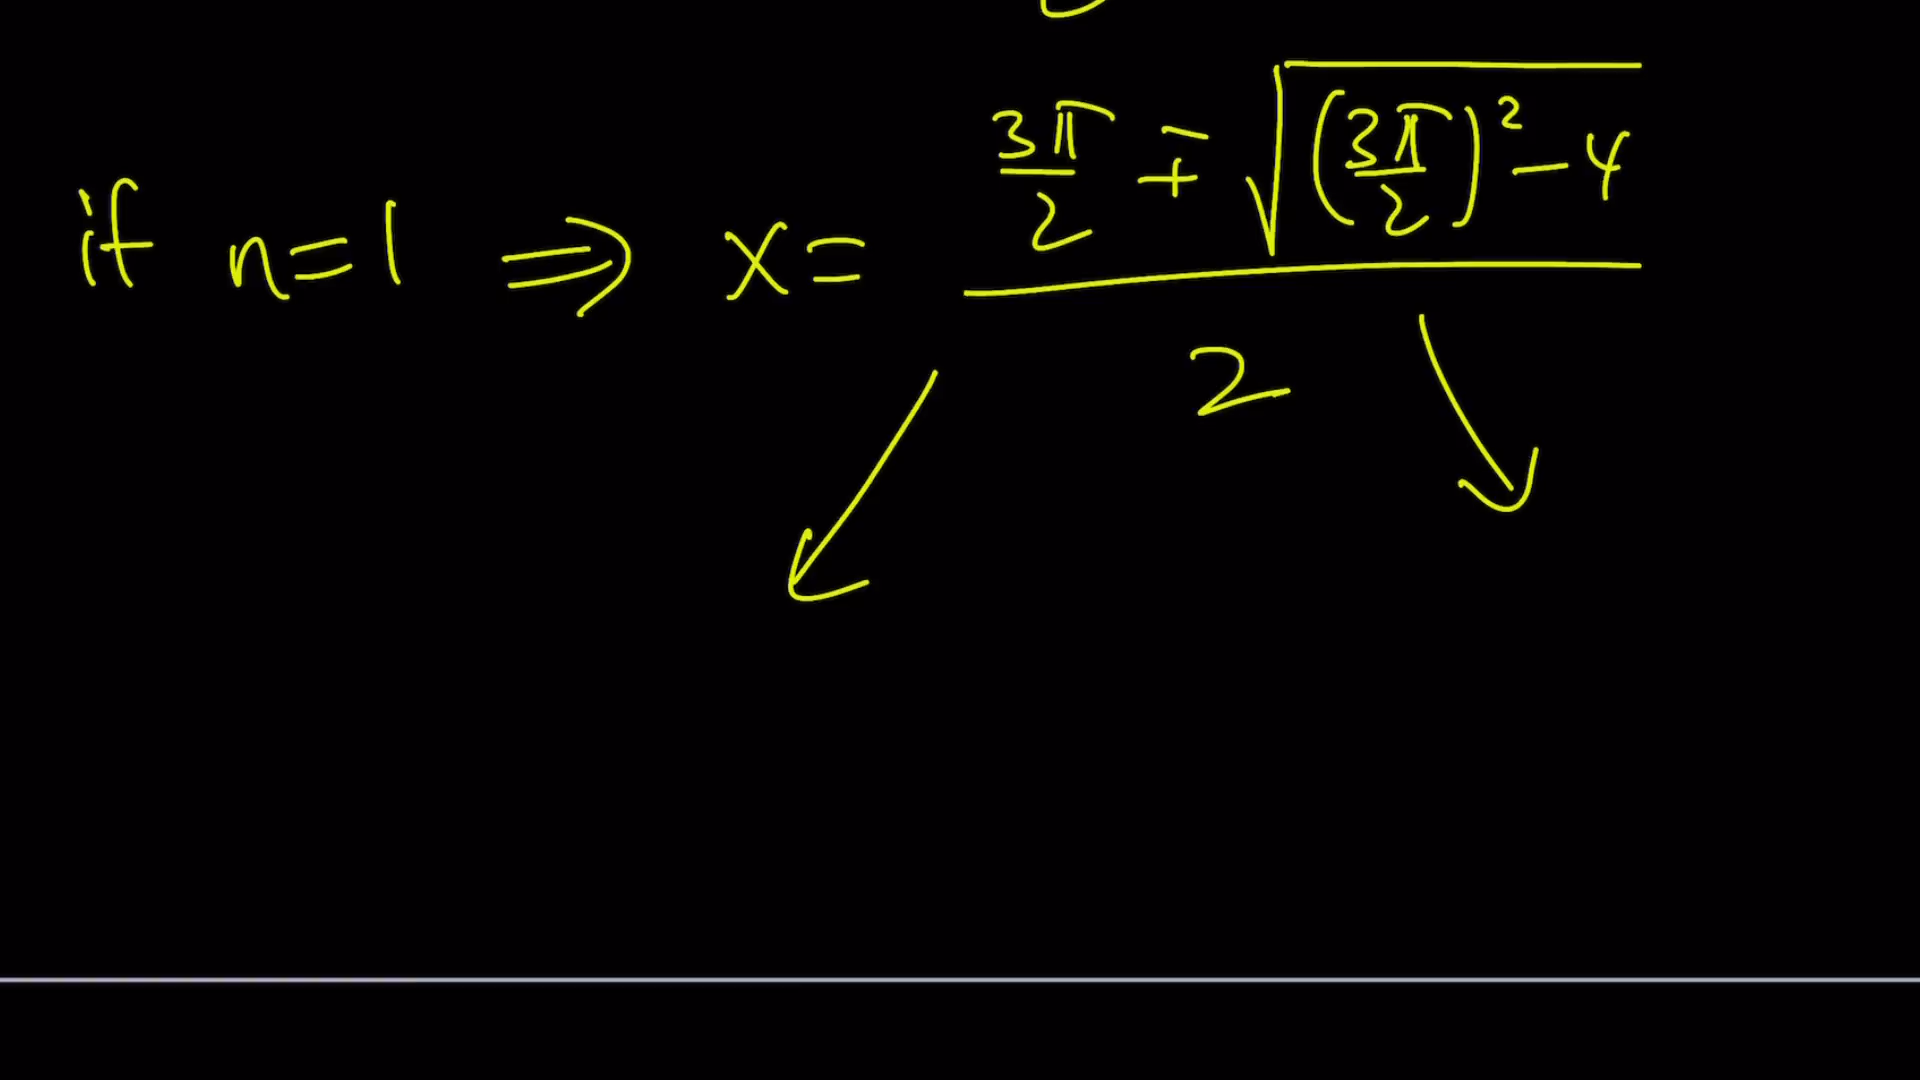 if n=1 ⇒ x = (3π/2 ∓ √((3π/2)² − 4)) / 2